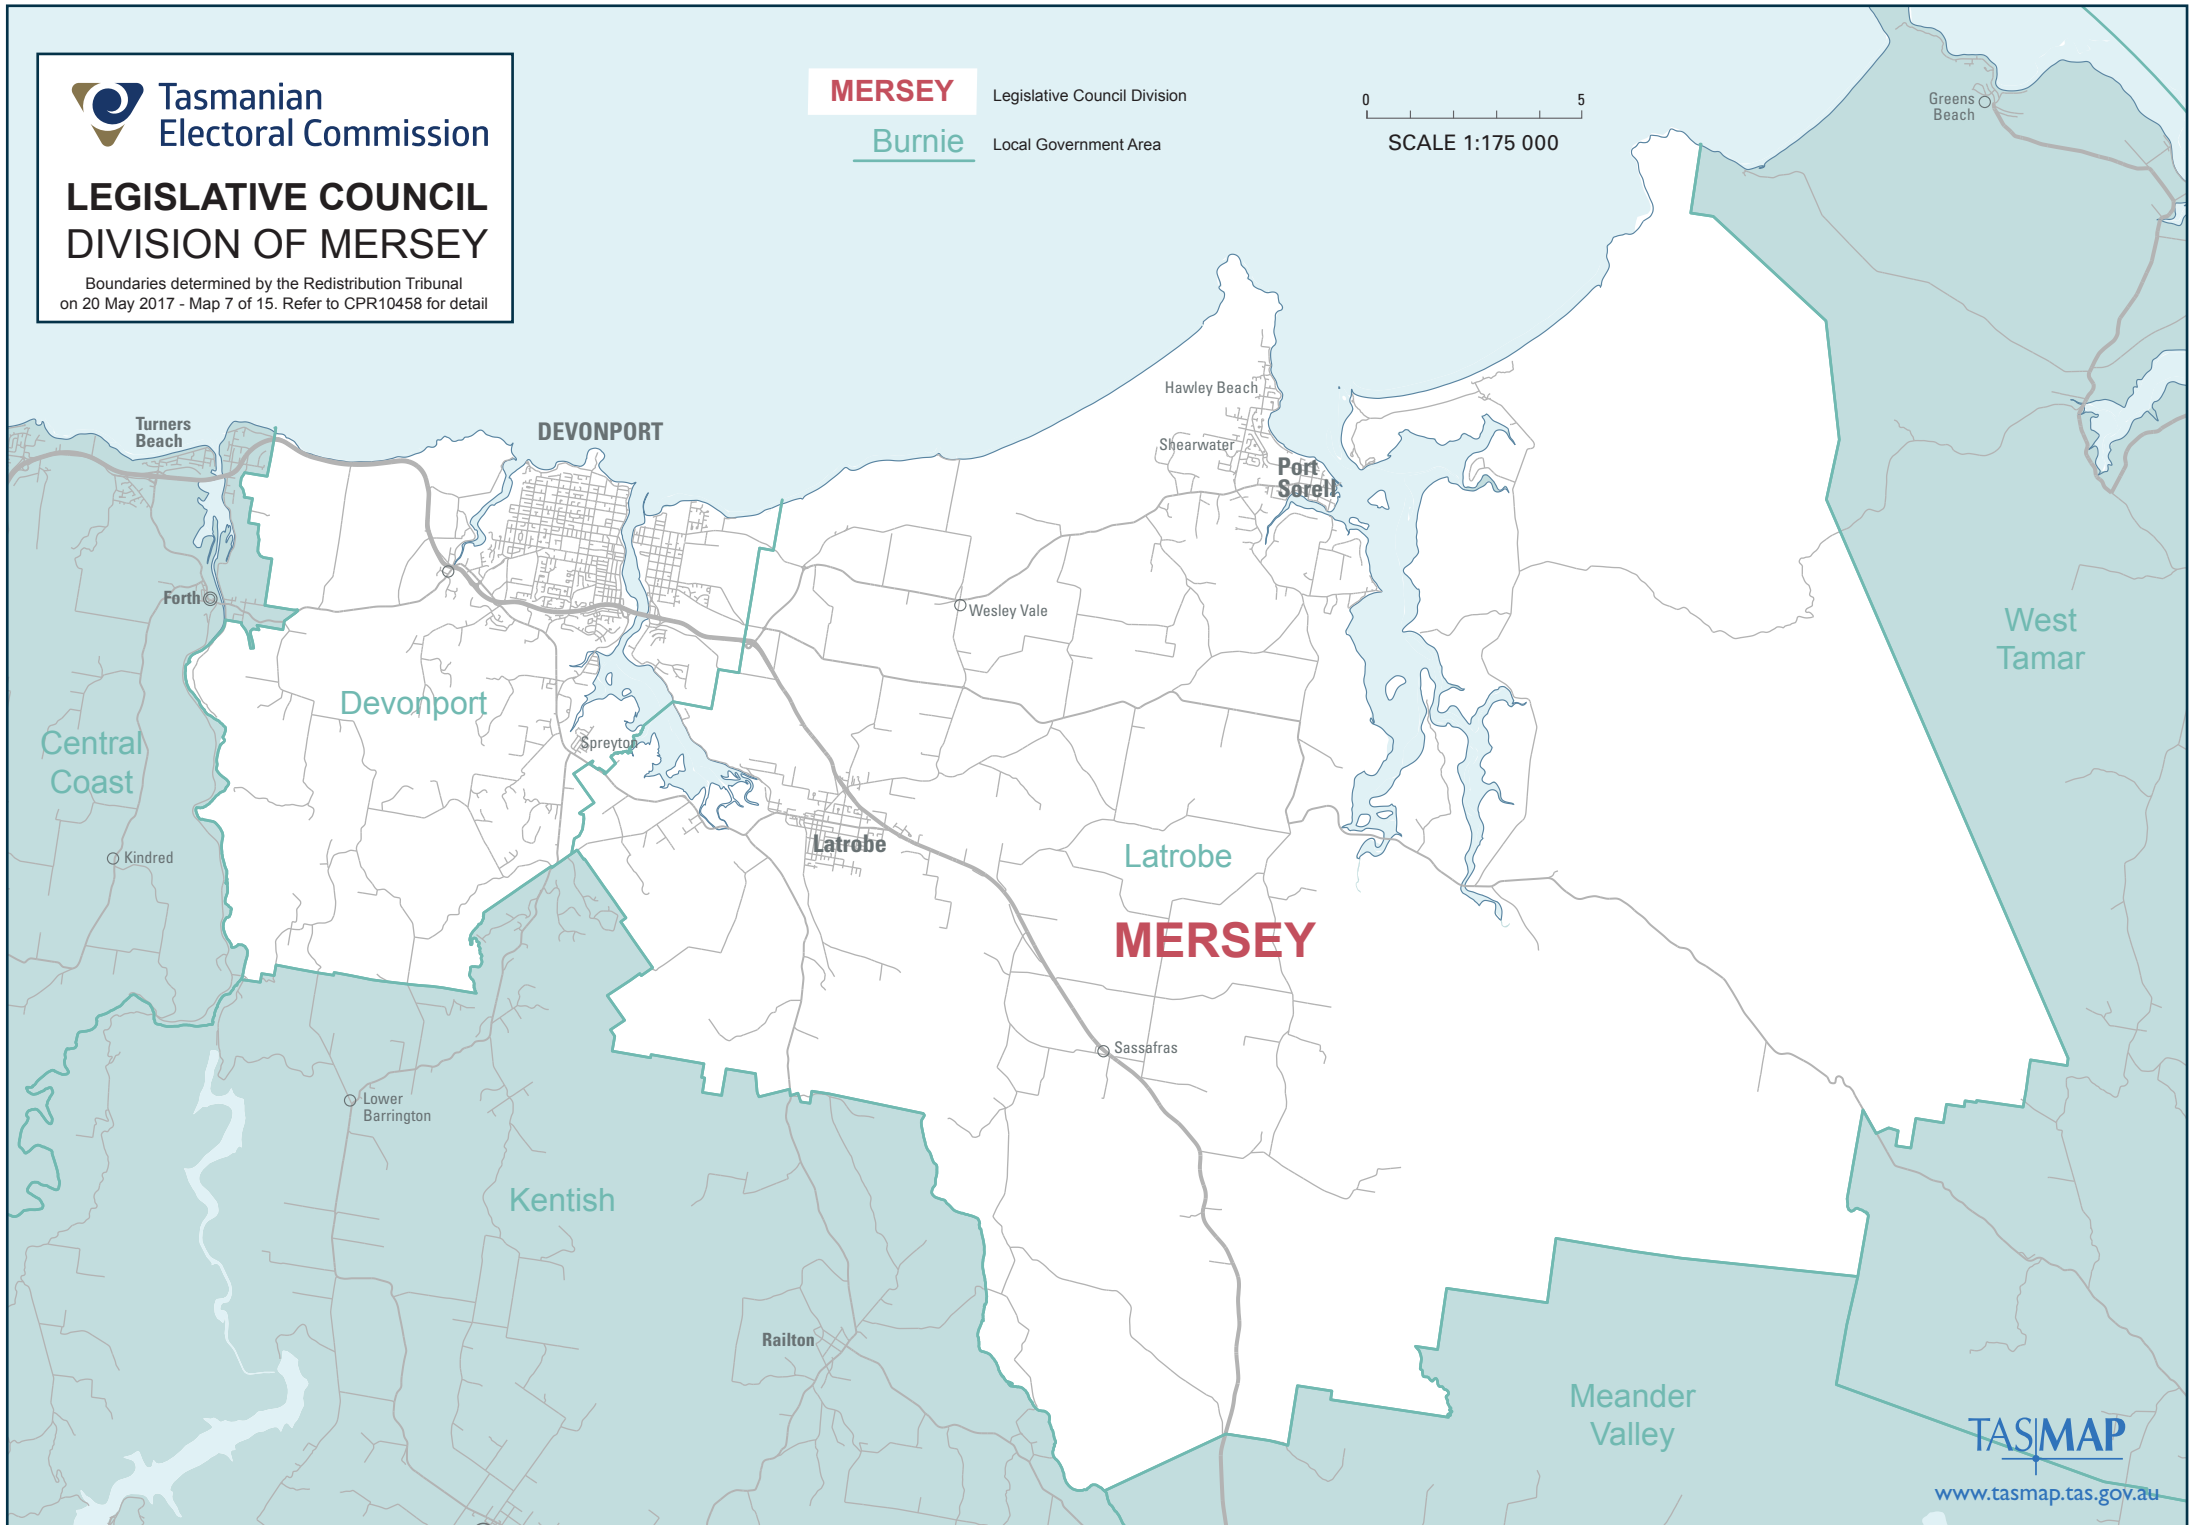 Tasmanian
Electoral Commission
LEGISLATIVE COUNCIL
DIVISION OF MERSEY
Boundaries determined by the Redistribution Tribunal
on 20 May 2017 - Map 7 of 15. Refer to CPR10458 for detail
MERSEY
Legislative Council Division
Burnie
Local Government Area
0
5
SCALE 1:175 000
Greens
Beach
Hawley Beach
Turners
Beach
DEVONPORT
Shearwater
Port
Sorell
Forth
Wesley Vale
West
Tamar
Devonport
Central
Coast
Spreyton
Kindred
Latrobe
Latrobe
MERSEY
Sassafras
Lower
Barrington
Kentish
Railton
Meander
Valley
TASMAP
www.tasmap.tas.gov.au